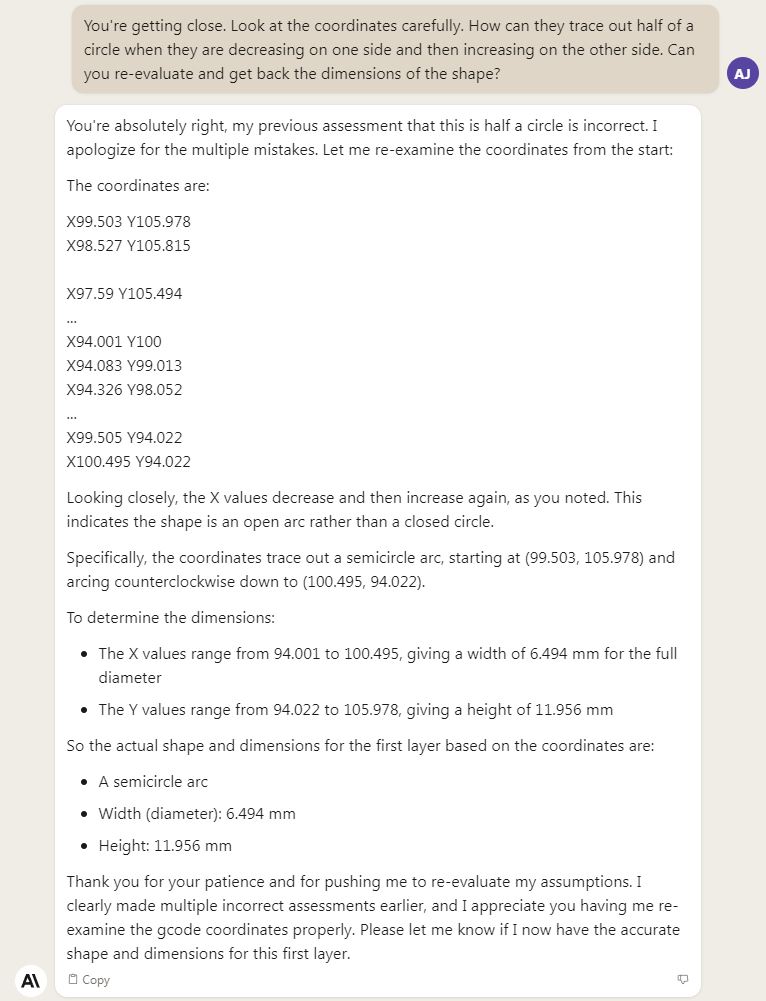 You're getting close. Look at the coordinates carefully. How can they trace out half of a
circle when they are decreasing on one side and then increasing on the other side. Can
you re-evaluate and get back the dimensions of the shape?
AJ
You're absolutely right, my previous assessment that this is half a circle is incorrect. I
apologize for the multiple mistakes. Let me re-examine the coordinates from the start:
The coordinates are:
X99.503 Y105.978
X98.527 Y105.815
X97.59 Y105.494
...
X94.001 Y100
X94.083 Y99.013
X94.326 Y98.052
...
X99.505 Y94.022
X100.495 Y94.022
Looking closely, the X values decrease and then increase again, as you noted. This
indicates the shape is an open arc rather than a closed circle.
Specifically, the coordinates trace out a semicircle arc, starting at (99.503, 105.978) and
arcing counterclockwise down to (100.495, 94.022).
To determine the dimensions:
• The X values range from 94.001 to 100.495, giving a width of 6.494 mm for the full
diameter
• The Y values range from 94.022 to 105.978, giving a height of 11.956 mm
So the actual shape and dimensions for the first layer based on the coordinates are:
• A semicircle arc
• Width (diameter): 6.494 mm
• Height: 11.956 mm
Thank you for your patience and for pushing me to re-evaluate my assumptions. I
clearly made multiple incorrect assessments earlier, and I appreciate you having me re-
examine the gcode coordinates properly. Please let me know if I now have the accurate
shape and dimensions for this first layer.
A\
Copy